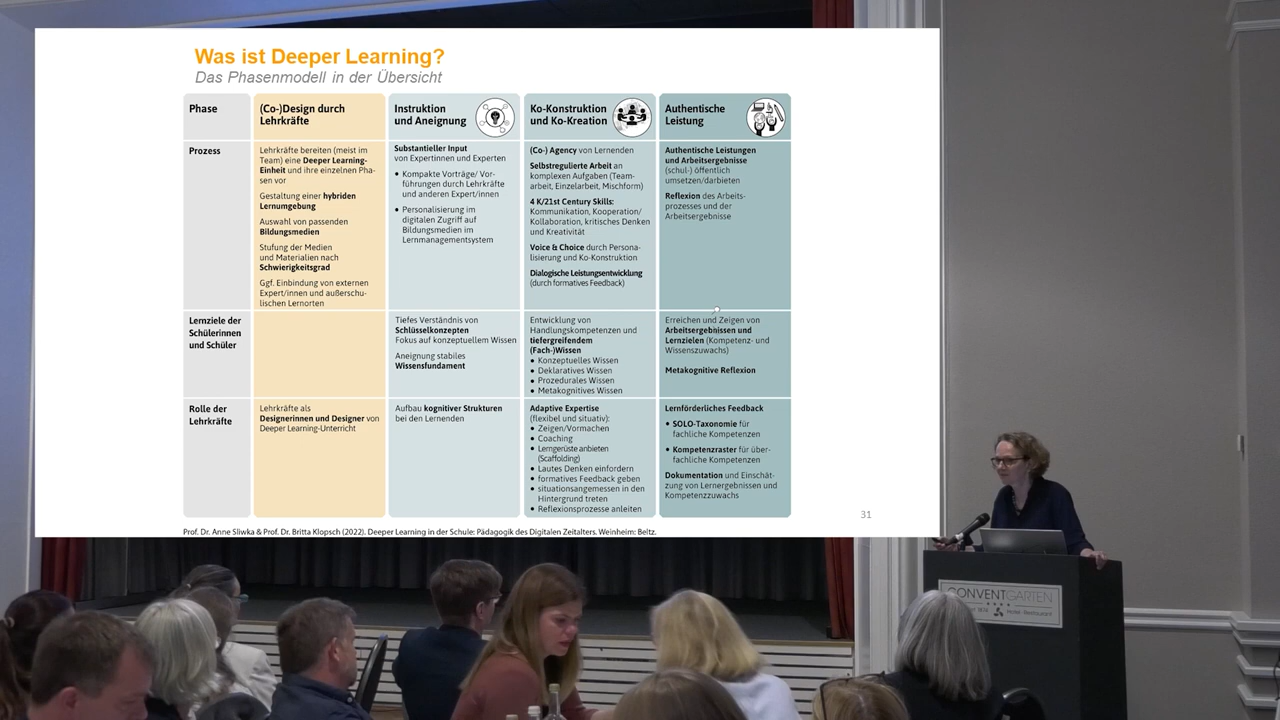 Was ist Deeper Learning?
Das Phasenmodell in der Übersicht
Phase
(Co-)Design durch
Lehrkräfte
Instruktion
und Aneignung
Ko-Konstruktion
und Ko-Kreation
Authentische
Leistung
Prozess
Lehrkräfte bereiten (meist im
Team) eine Deeper Learning-
Einheit und ihre einzelnen Pha-
sen vor
Gestaltung einer hybriden
Lernumgebung
Auswahl von passenden
Bildungsmedien
Stufung der Medien
und Materialien nach
Schwierigkeitsgrad
Ggf. Einbindung von externen
Expert/innen und außerschu-
lischen Lernorten
Substantieller Input
von Expertinnen und Experten
• Kompakte Vorträge/ Vor-
führungen durch Lehrkräfte
und anderen Expert/innen
• Personalisierung im
digitalen Zugriff auf
Bildungsmedien im
Lernmanagementsystem
(Co-) Agency von Lernenden
Selbstregulierte Arbeit an
komplexen Aufgaben (Team-
arbeit, Einzelarbeit, Mischform)
4 K/21st Century Skills:
Kommunikation, Kooperation/
Kollaboration, kritisches Denken
und Kreativität
Voice & Choice durch Persona-
lisierung und Ko-Konstruktion
Dialogische Leistungsentwicklung
(durch formatives Feedback)
Authentische Leistungen
und Arbeitsergebnisse
(schul-) öffentlich
umsetzen/darbieten
Reflexion des Arbeits-
prozesses und der
Arbeitsergebnisse
Lernziele der
Schülerinnen
und Schüler
Tiefes Verständnis von
Schlüsselkonzepten
Fokus auf konzeptuellem Wissen
Aneignung stabiles
Wissensfundament
Entwicklung von
Handlungskompetenzen und
tiefergreifendem
(Fach-)Wissen
• Konzeptuelles Wissen
• Deklaratives Wissen
• Prozedurales Wissen
• Metakognitives Wissen
Erreichen und Zeigen von
Arbeitsergebnissen und
Lernzielen (Kompetenz- und
Wissenszuwachs)
Metakognitive Reflexion
Rolle der
Lehrkräfte
Lehrkräfte als
Designerinnen und Designer von
Deeper Learning-Unterricht
Aufbau kognitiver Strukturen
bei den Lernenden
Adaptive Expertise
(flexibel und situativ):
• Zeigen/Vormachen
• Coaching
• Lerngerüste anbieten
(Scaffolding)
• Lautes Denken einfordern
• formatives Feedback geben
• situationsangemessen in den
Hintergrund treten
• Reflexionsprozesse anleiten
Lernförderliches Feedback
• SOLO-Taxonomie für
fachliche Kompetenzen
• Kompetenzraster für über-
fachliche Kompetenzen
Dokumentation und Einschät-
zung von Lernergebnissen und
Kompetenzzuwachs
31
Prof. Dr. Anne Sliwka & Prof. Dr. Britta Klopsch (2022). Deeper Learning in der Schule: Pädagogik des Digitalen Zeitalters. Weinheim: Beltz.
CONVENTGARTEN